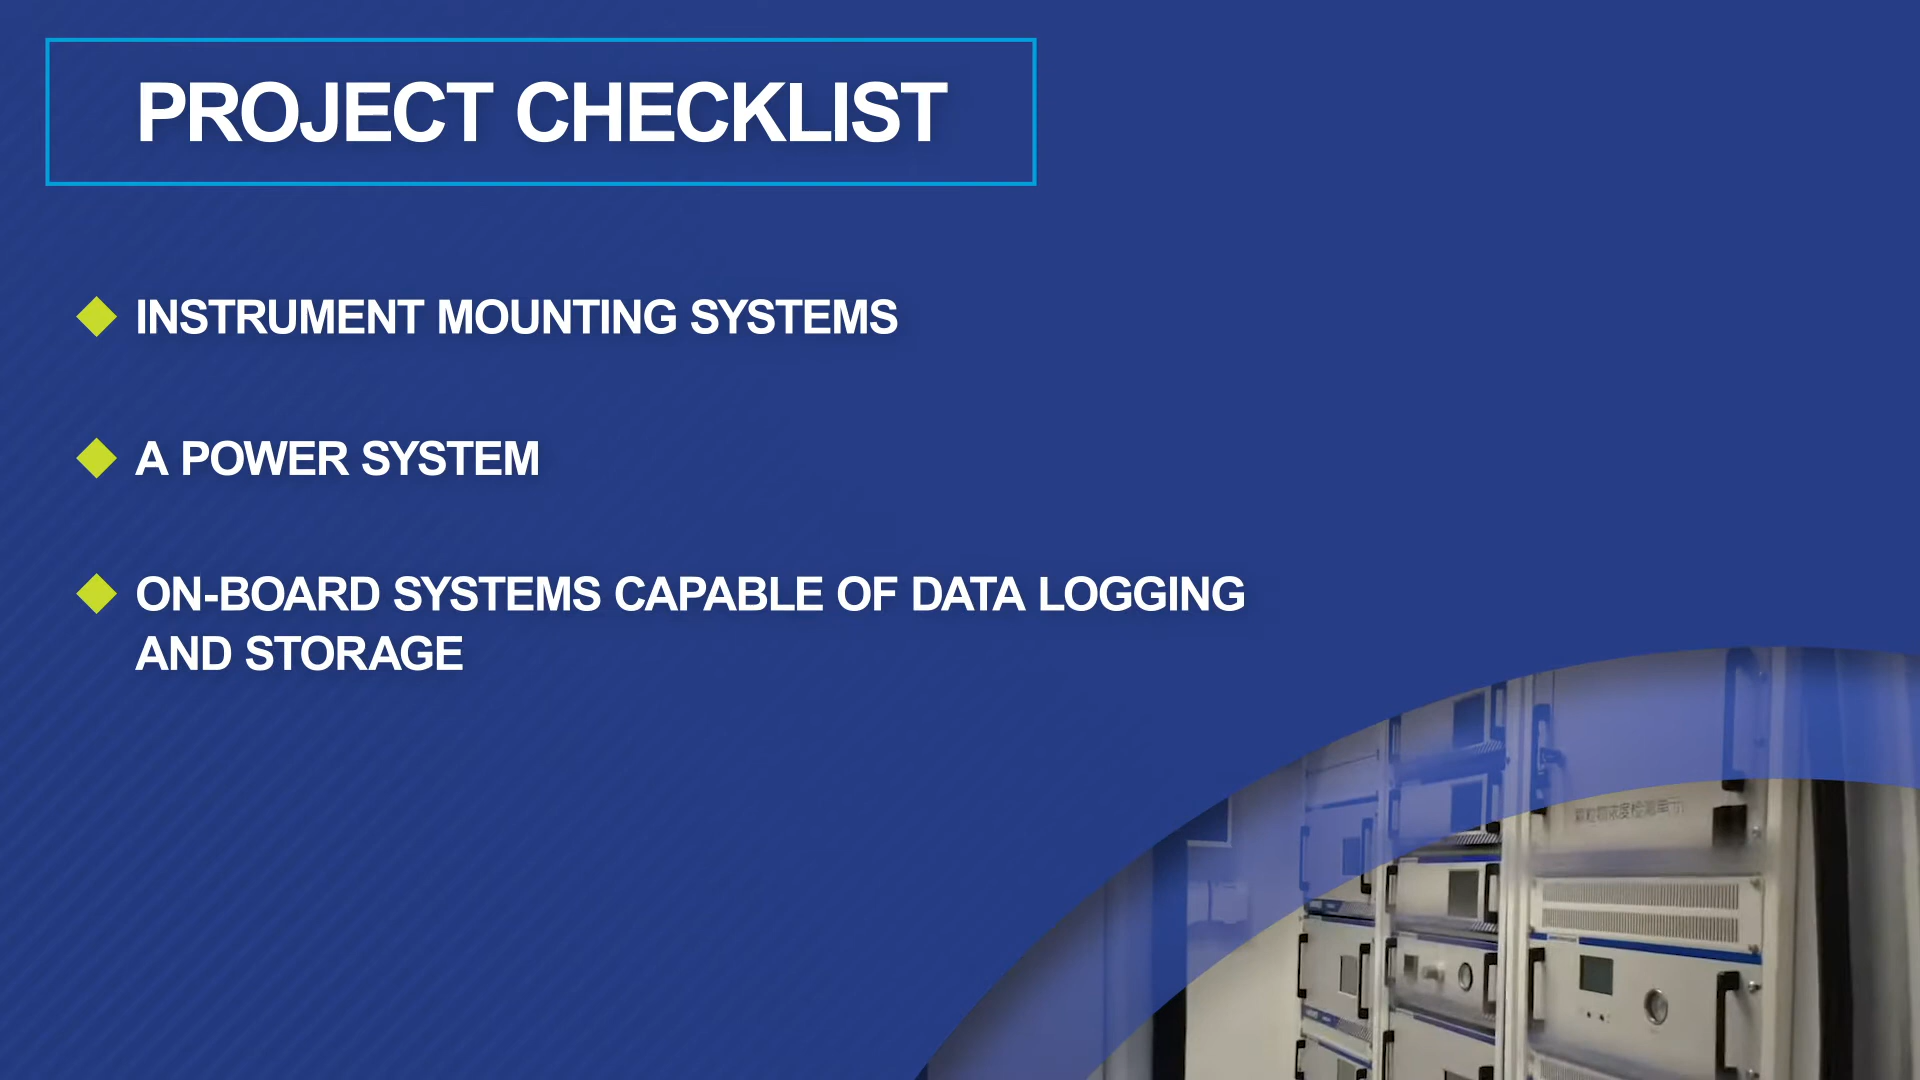 PROJECT CHECKLIST
INSTRUMENT MOUNTING SYSTEMS
A POWER SYSTEM
ON-BOARD SYSTEMS CAPABLE OF DATA LOGGING
AND STORAGE